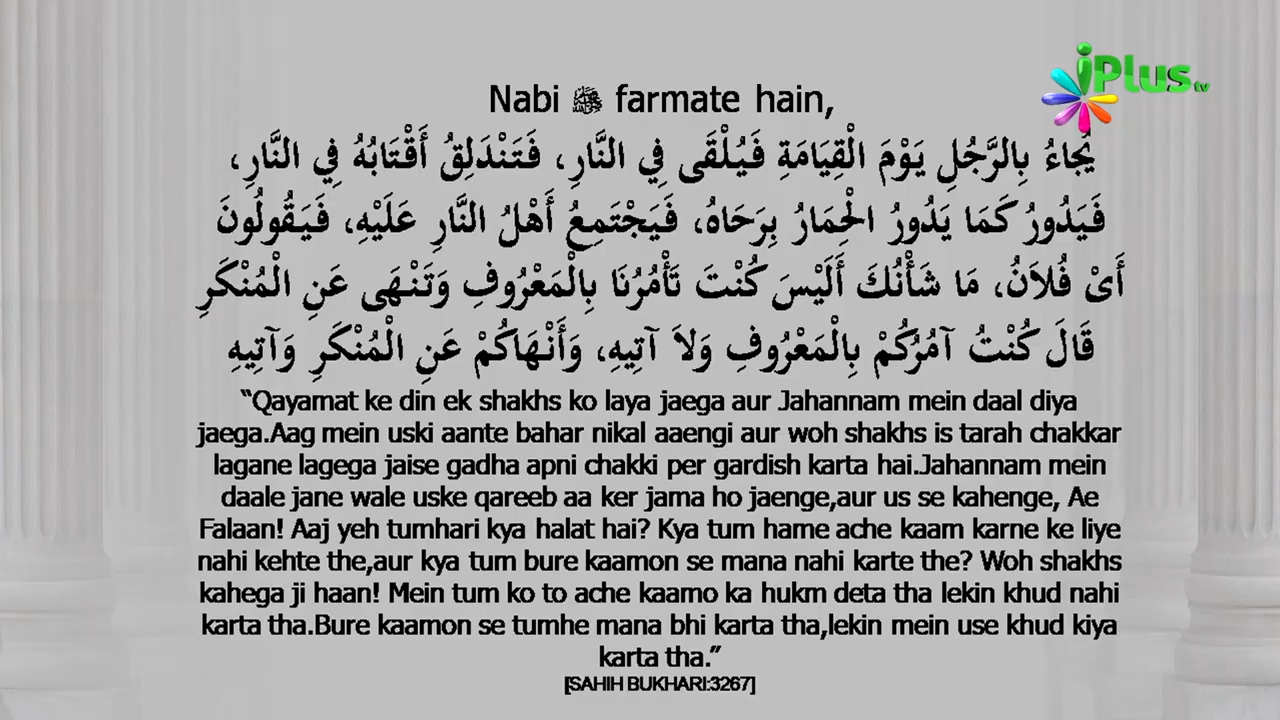 iPlus tv
Nabi ﷺ farmate hain,
يُجَاءُ بِالرَّجُلِ يَوْمَ الْقِيَامَةِ فَيُلْقَى فِي النَّارِ، فَتَنْدَلِقُ أَقْتَابُهُ فِي النَّارِ،
فَيَدُورُ كَمَا يَدُورُ الْحِمَارُ بِرَحَاهُ، فَيَجْتَمِعُ أَهْلُ النَّارِ عَلَيْهِ، فَيَقُولُونَ
أَىْ فُلاَنُ، مَا شَأْنُكَ أَلَيْسَ كُنْتَ تَأْمُرُنَا بِالْمَعْرُوفِ وَتَنْهَى عَنِ الْمُنْكَرِ
قَالَ كُنْتُ آمُرُكُمْ بِالْمَعْرُوفِ وَلاَ آتِيهِ، وَأَنْهَاكُمْ عَنِ الْمُنْكَرِ وَآتِيهِ
“Qayamat ke din ek shakhs ko laya jaega aur Jahannam mein daal diya
jaega.Aag mein uski aante bahar nikal aaengi aur woh shakhs is tarah chakkar
lagane lagega jaise gadha apni chakki per gardish karta hai.Jahannam mein
daale jane wale uske qareeb aa ker jama ho jaenge,aur us se kahenge, Ae
Falaan! Aaj yeh tumhari kya halat hai? Kya tum hame ache kaam karne ke liye
nahi kehte the,aur kya tum bure kaamon se mana nahi karte the? Woh shakhs
kahega ji haan! Mein tum ko to ache kaamo ka hukm deta tha lekin khud nahi
karta tha.Bure kaamon se tumhe mana bhi karta tha,lekin mein use khud kiya
karta tha.”
[SAHIH BUKHARI:3267]